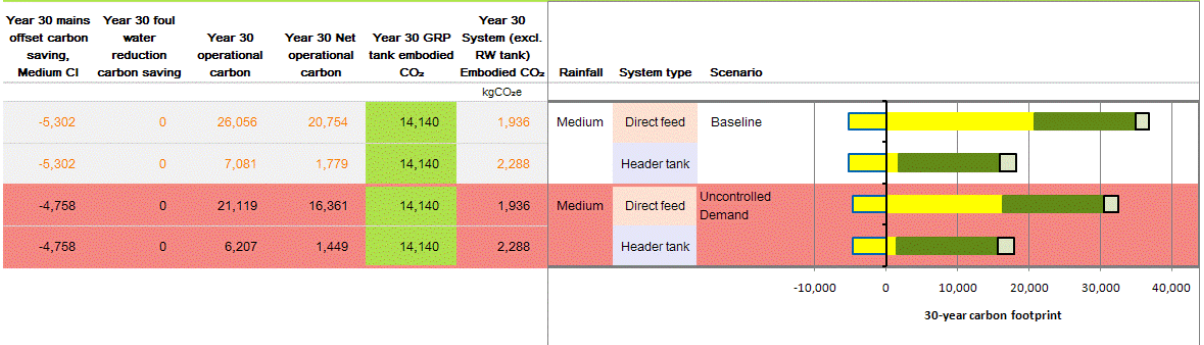 Year 30 mains Year 30 foul Year 30
offset carbon water Year 30 Year 30 Net Year 30 GRP System (excl.
saving, reduction operational operational tank embodied RW tank)
Medium CI carbon saving carbon carbon CO₂ Embodied CO₂ Rainfall System type Scenario
kgCO₂e
-5,302 0 26,056 20,754 14,140 1,936 Medium Direct feed Baseline
-5,302 0 7,081 1,779 14,140 2,288 Header tank
-4,758 0 21,119 16,361 14,140 1,936 Medium Direct feed Uncontrolled
Demand
-4,758 0 6,207 1,449 14,140 2,288 Header tank
-10,000 0 10,000 20,000 30,000 40,000
30-year carbon footprint